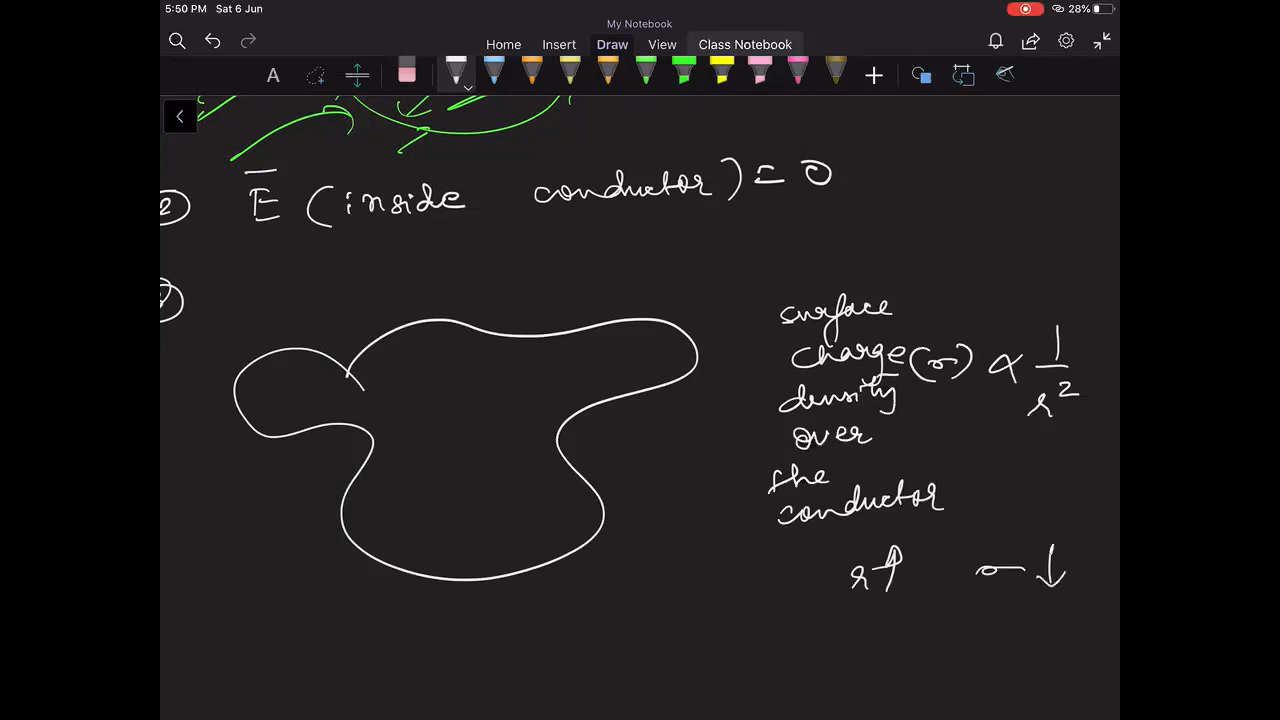 5:50 PM Sat 6 Jun
28%
My Notebook
Home Insert Draw View Class Notebook
A
② E̅ (inside conductor) = 0
surface
charge (σ) ∝ 1/r²
density
over
the
conductor
r↑ σ↓